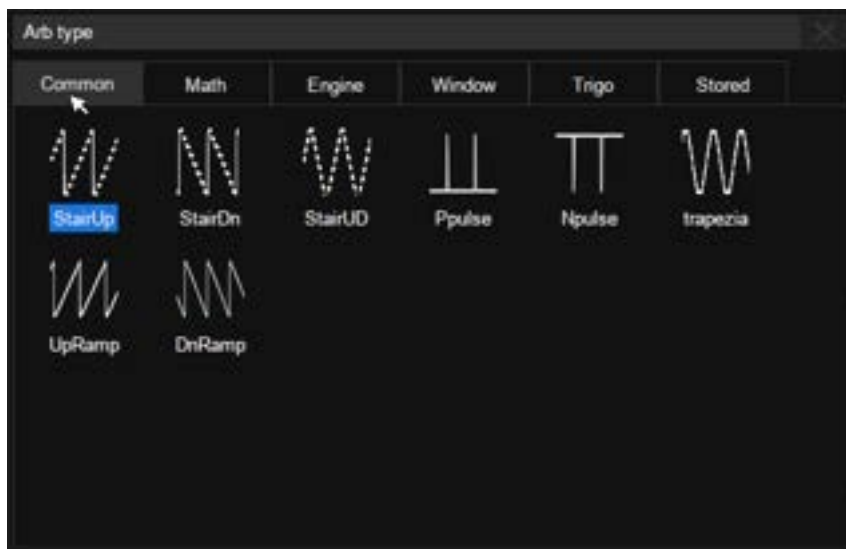 Arb type
Common Math Engine Window Trigo Stored
StairUp StairDn StairUD Ppulse Npulse trapezia
UpRamp DnRamp